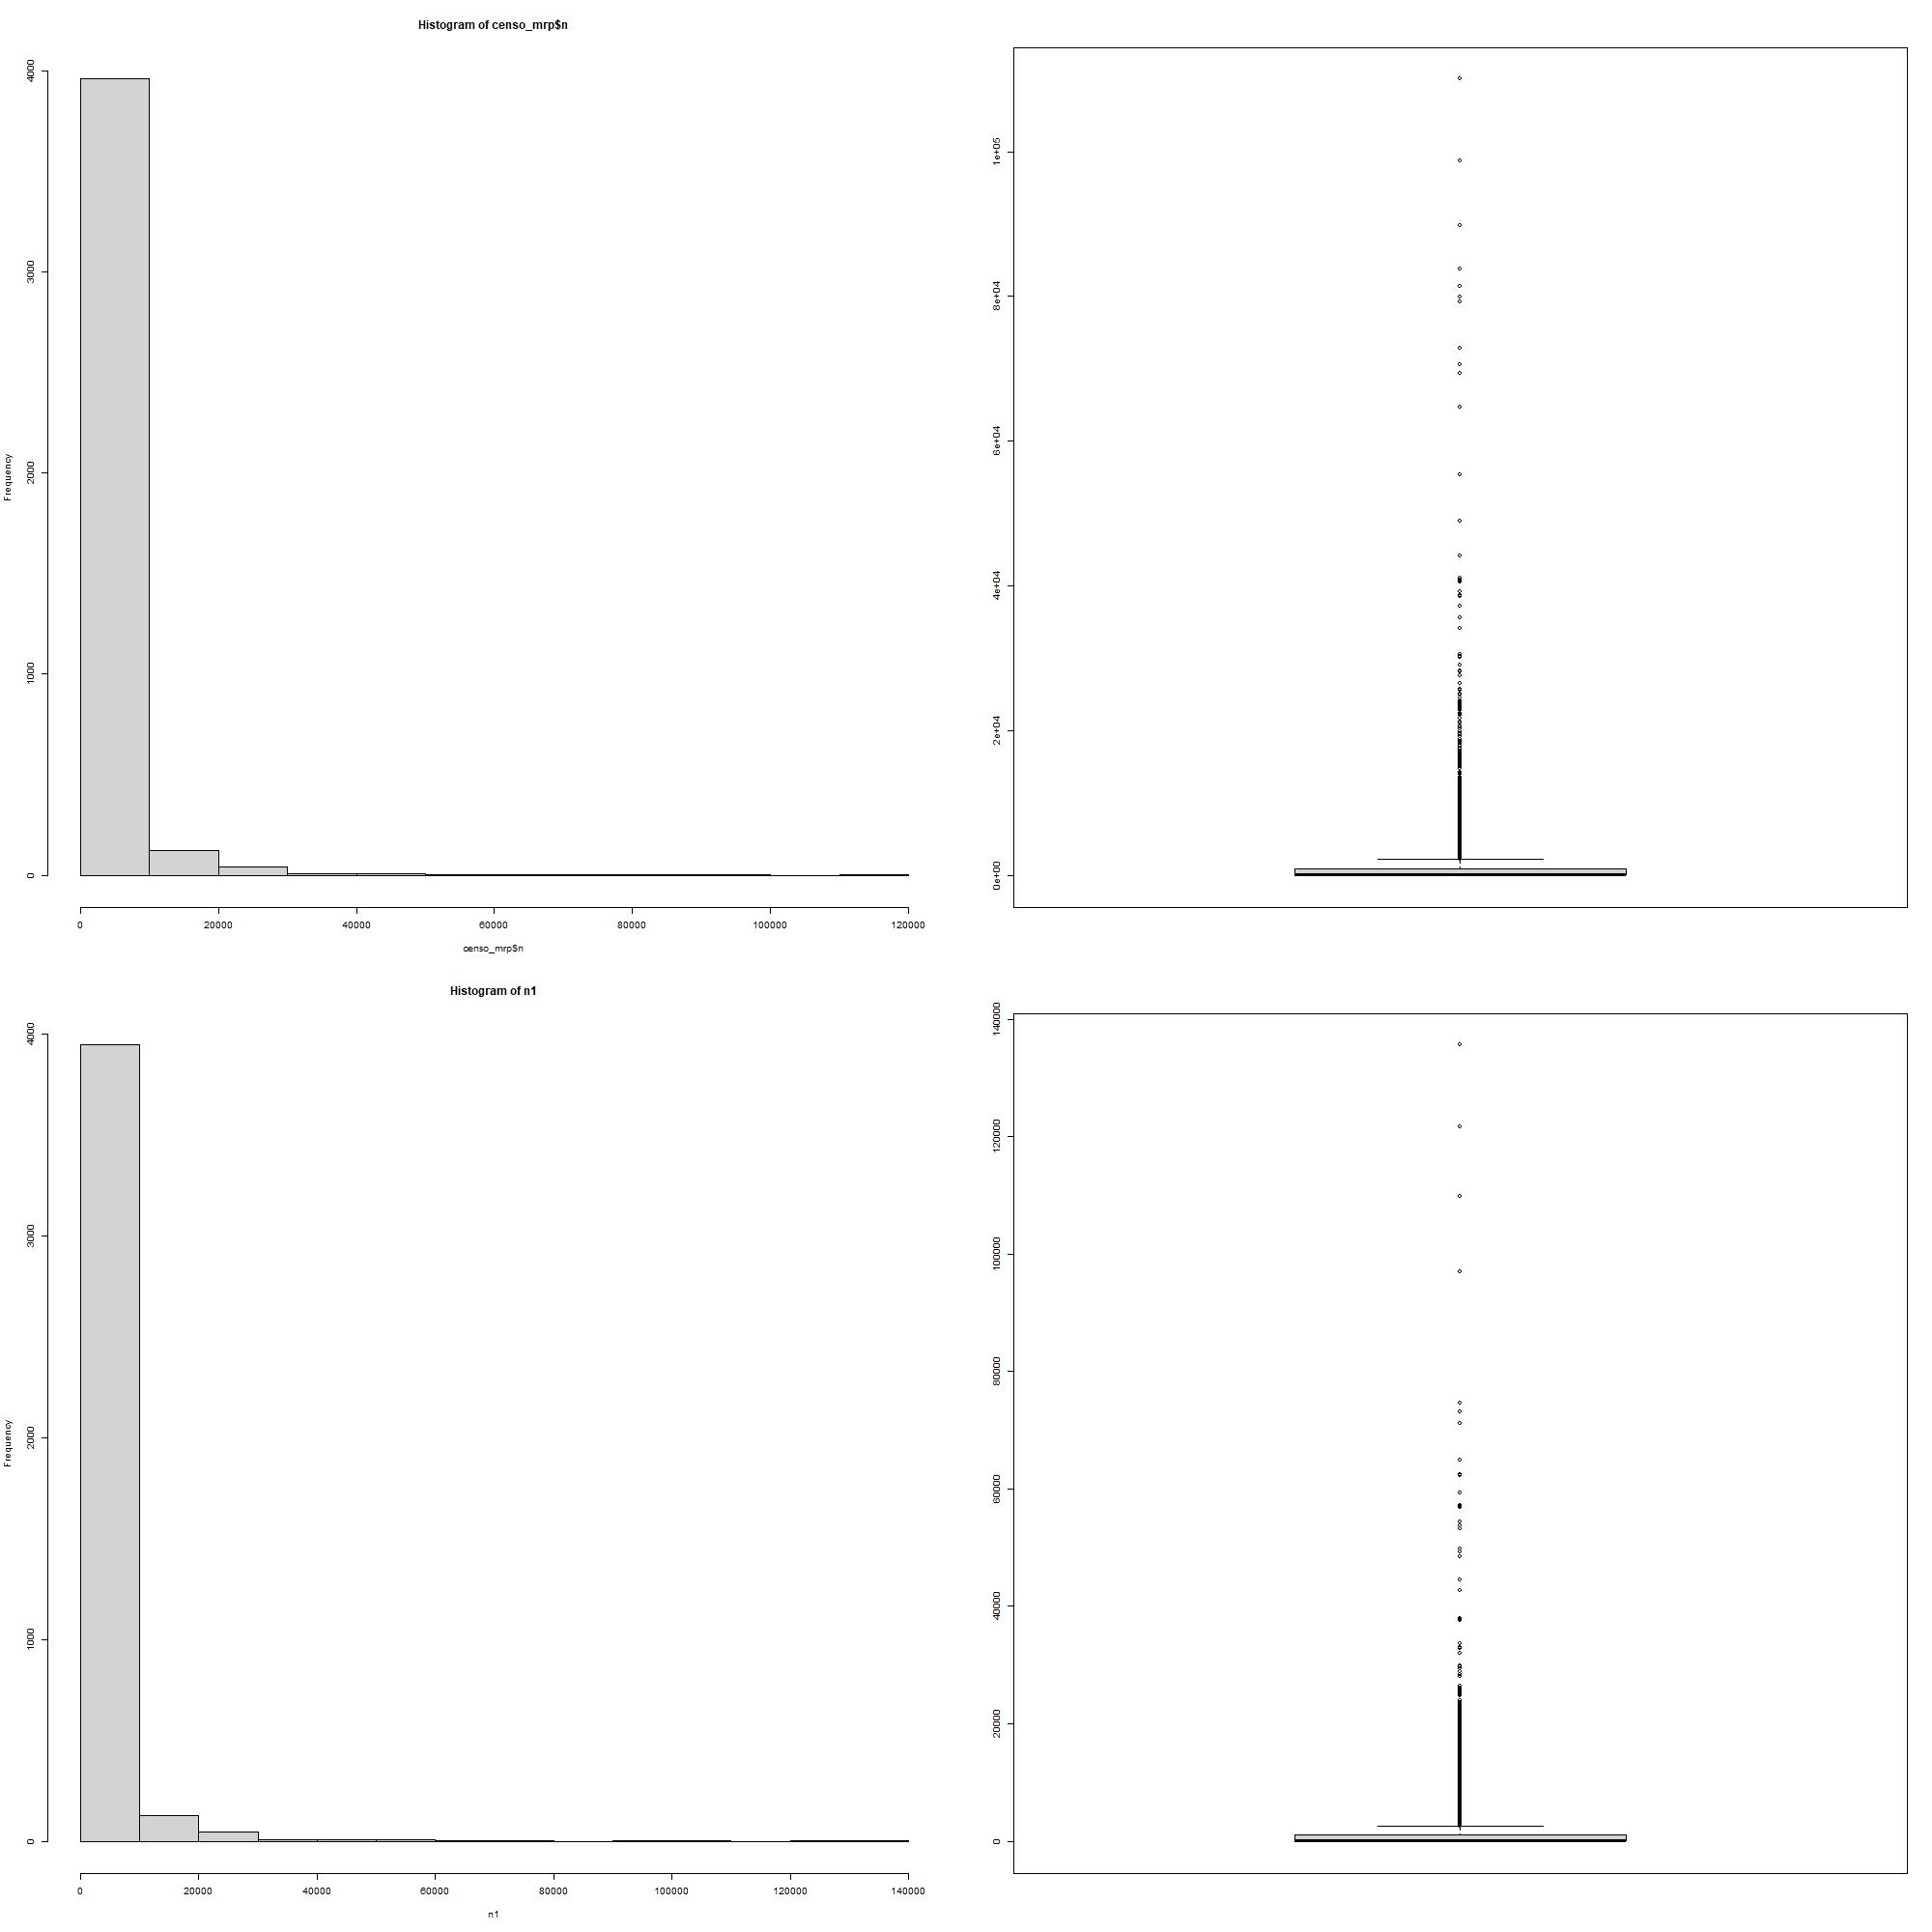 Histogram of censo_mrp$n
Frequency
4000
3000
2000
1000
0
0 20000 40000 60000 80000 100000 120000
censo_mrp$n
1e+05
8e+04
6e+04
4e+04
2e+04
0e+00
Histogram of n1
Frequency
4000
3000
2000
1000
0
0 20000 40000 60000 80000 100000 120000 140000
n1
140000
120000
100000
80000
60000
40000
20000
0